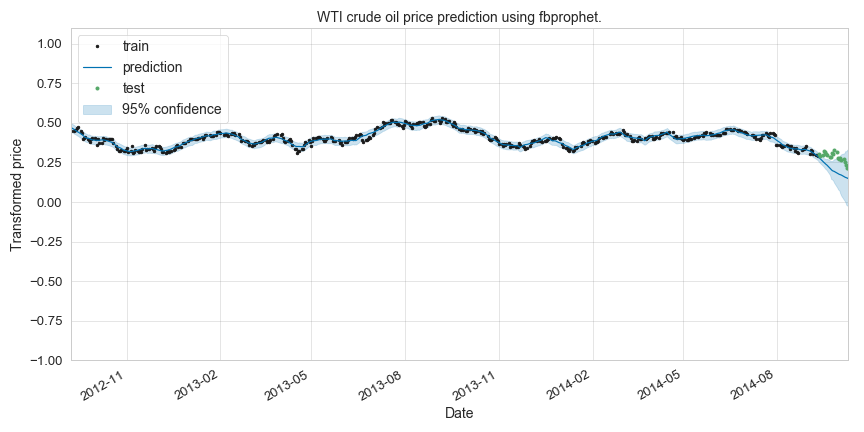 WTI crude oil price prediction using fbprophet.
1.00
0.75
0.50
0.25
0.00
−0.25
−0.50
−0.75
−1.00
Transformed price
train
prediction
test
95% confidence
2012-11
2013-02
2013-05
2013-08
2013-11
2014-02
2014-05
2014-08
Date